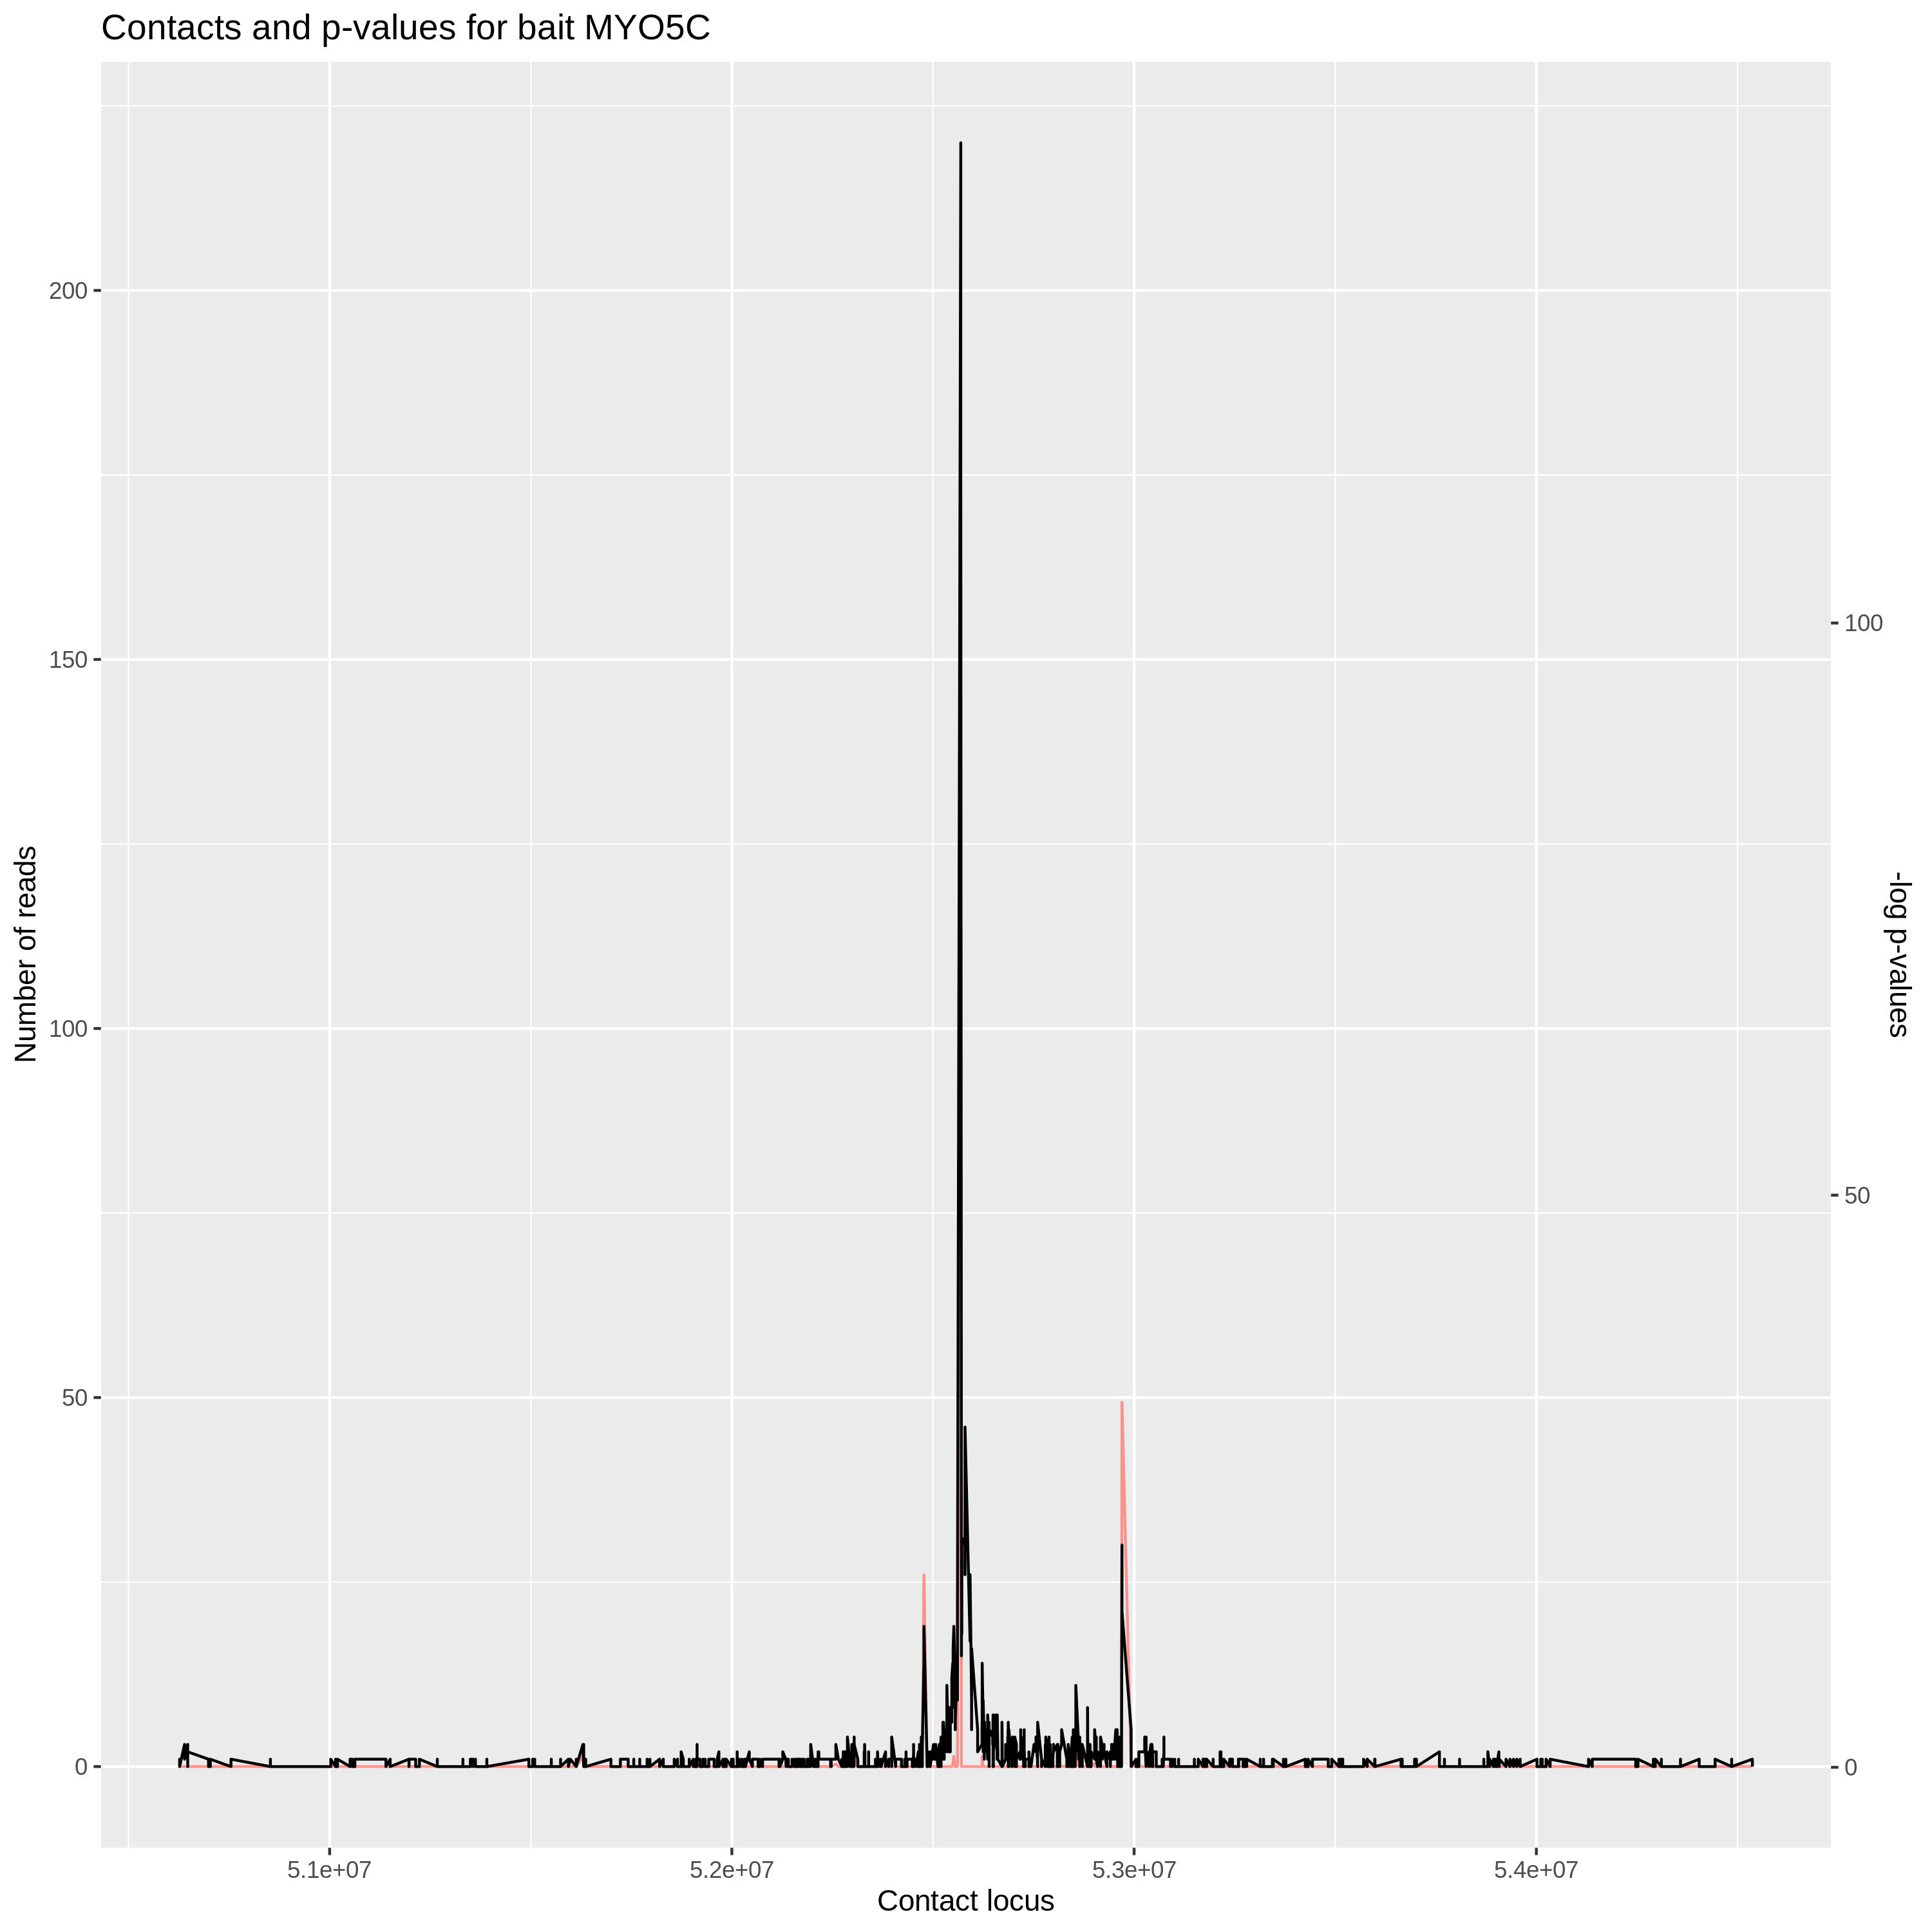 Contacts and p-values for bait MYO5C
Number of reads
200
150
100
50
0
100
50
0
-log p-values
5.1e+07 5.2e+07 5.3e+07 5.4e+07
Contact locus